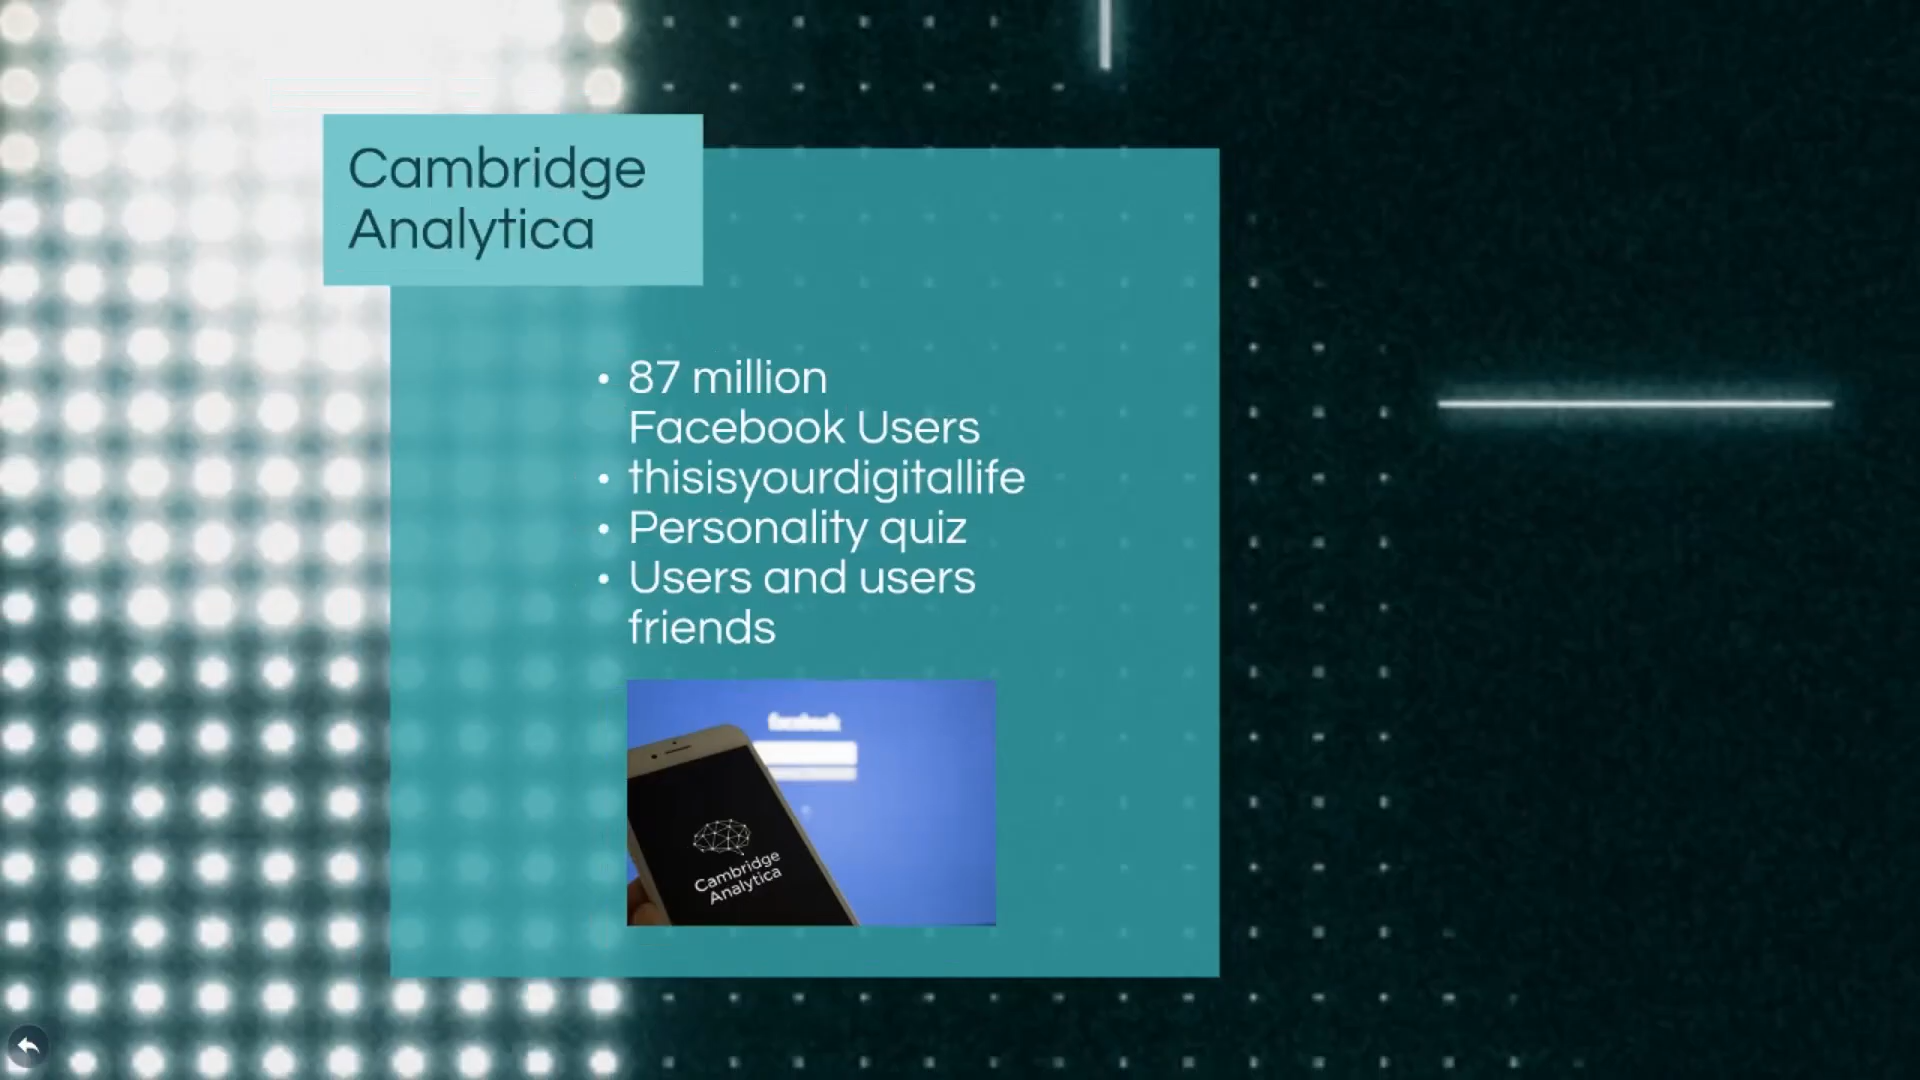 Cambridge
Analytica
• 87 million
Facebook Users
• thisisyourdigitallife
• Personality quiz
• Users and users
friends
facebook
Cambridge
Analytica